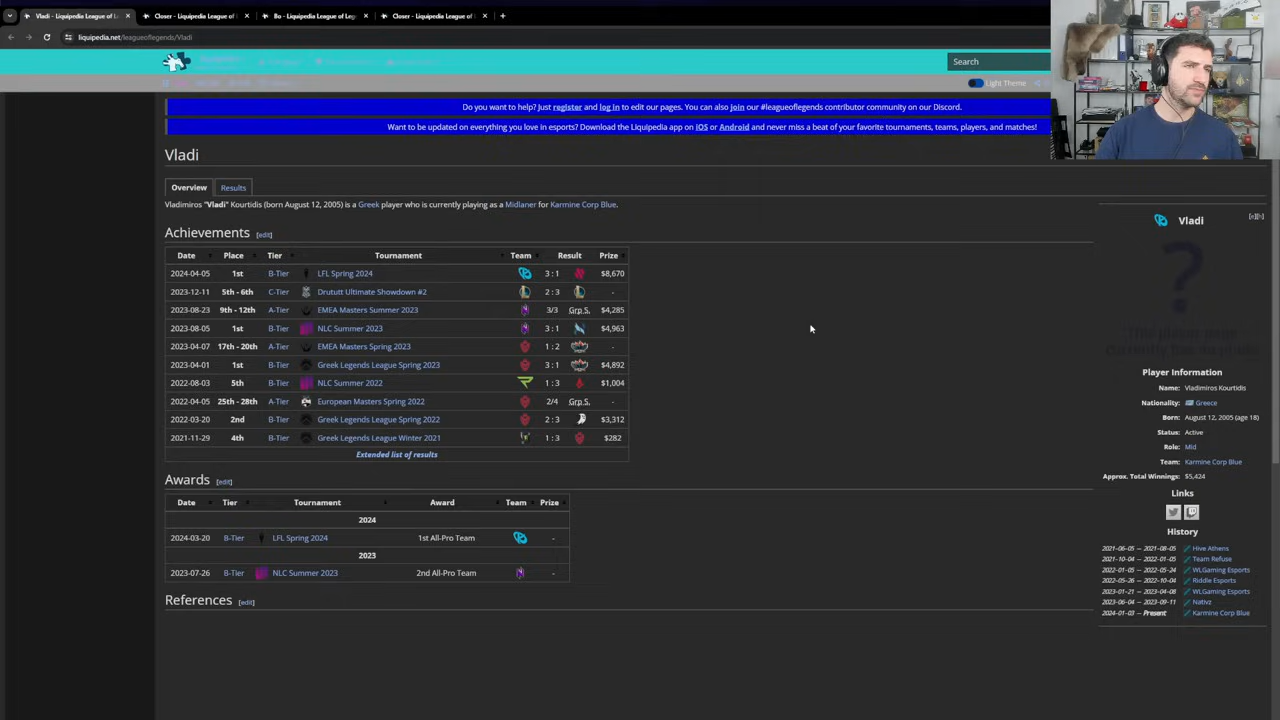 Vladi - Liquipedia League of L
Closer - Liquipedia League of
Bo - Liquipedia League of Leg
Closer - Liquipedia League of
liquipedia.net/leagueoflegends/Vladi
Search
Light Theme
Do you want to help? Just register and log in to edit our pages. You can also join our #leagueoflegends contributor community on our Discord.
Want to be updated on everything you love in esports? Download the Liquipedia app on iOS or Android and never miss a beat of your favorite tournaments, teams, players, and matches!
Vladi
Overview Results
Vladimiros "Vladi" Kourtidis (born August 12, 2005) is a Greek player who is currently playing as a Midlaner for Karmine Corp Blue.
Achievements [edit]
Date Place Tier Tournament Team Result Prize
2024-04-05 1st B-Tier LFL Spring 2024 3 : 1 $8,670
2023-12-11 5th - 6th C-Tier Drututt Ultimate Showdown #2 2 : 3 -
2023-08-23 9th - 12th A-Tier EMEA Masters Summer 2023 3/3 Grp S. $4,285
2023-08-05 1st B-Tier NLC Summer 2023 3 : 1 $4,963
2023-04-07 17th - 20th A-Tier EMEA Masters Spring 2023 1 : 2 -
2023-04-01 1st B-Tier Greek Legends League Spring 2023 3 : 1 $4,892
2022-08-03 5th B-Tier NLC Summer 2022 1 : 3 $1,004
2022-04-05 25th - 28th A-Tier European Masters Spring 2022 2/4 Grp S. -
2022-03-20 2nd B-Tier Greek Legends League Spring 2022 2 : 3 $3,312
2021-11-29 4th B-Tier Greek Legends League Winter 2021 1 : 3 $282
Extended list of results
Awards [edit]
Date Tier Tournament Award Team Prize
2024
2024-03-20 B-Tier LFL Spring 2024 1st All-Pro Team -
2023
2023-07-26 B-Tier NLC Summer 2023 2nd All-Pro Team -
References [edit]
Vladi
[e][h]
?
Player Information
Name: Vladimiros Kourtidis
Nationality: Greece
Born: August 12, 2005 (age 18)
Status: Active
Role: Mid
Team: Karmine Corp Blue
Approx. Total Winnings: $5,424
Links
History
2021-06-05 — 2021-08-05 Hive Athens
2021-10-04 — 2022-01-05 Team Refuse
2022-01-05 — 2022-05-24 WLGaming Esports
2022-05-26 — 2022-10-04 Riddle Esports
2023-01-21 — 2023-04-08 WLGaming Esports
2023-06-04 — 2023-09-11 Nativz
2024-01-03 — Present Karmine Corp Blue